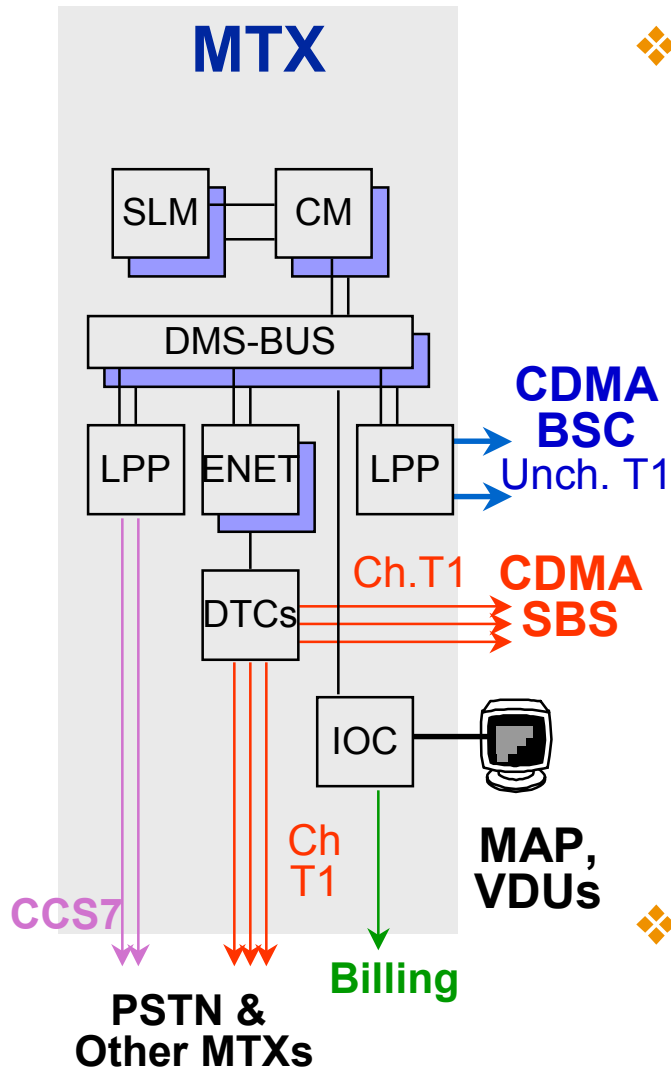 MTX
SLM
CM
DMS-BUS
LPP
ENET
LPP
CDMA
BSC
Unch. T1
Ch.T1
CDMA
SBS
DTCs
IOC
MAP,
VDUs
Ch
T1
CCS7
Billing
PSTN &
Other MTXs